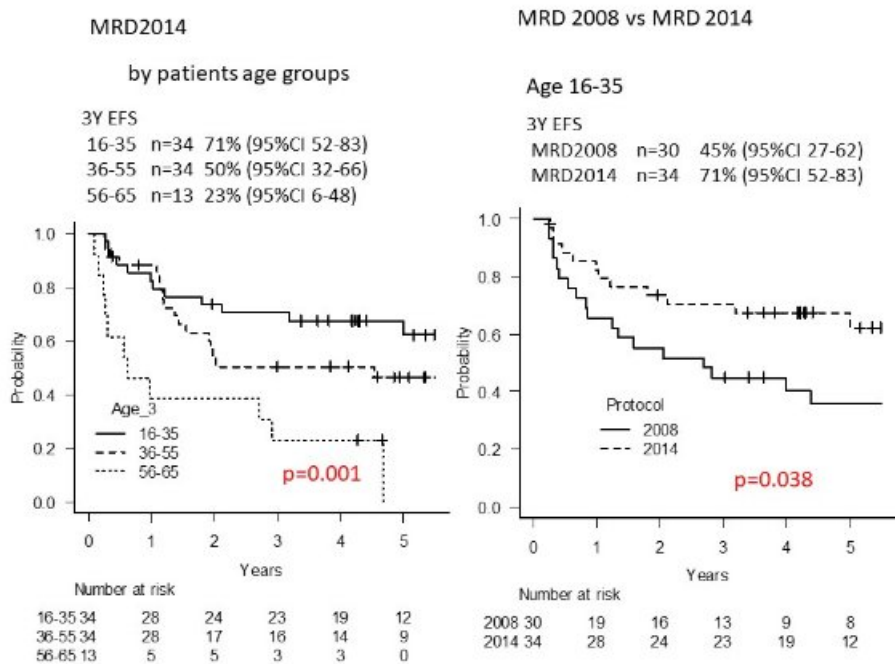 MRD2014
by patients age groups
3Y EFS
16-35 n=34 71% (95%CI 52-83)
36-55 n=34 50% (95%CI 32-66)
56-65 n=13 23% (95%CI 6-48)
1.0
0.8
0.6
0.4
0.2
0.0
Probability
Age_3
16-35
36-55
56-65
p=0.001
0 1 2 3 4 5
Years
Number at risk
16-35 34 28 24 23 19 12
36-55 34 28 17 16 14 9
56-65 13 5 5 3 3 0
MRD 2008 vs MRD 2014
Age 16-35
3Y EFS
MRD2008 n=30 45% (95%CI 27-62)
MRD2014 n=34 71% (95%CI 52-83)
1.0
0.8
0.6
0.4
0.2
0.0
Probability
Protocol
2008
2014
p=0.038
0 1 2 3 4 5
Years
Number at risk
2008 30 19 16 13 9 8
2014 34 28 24 23 19 12